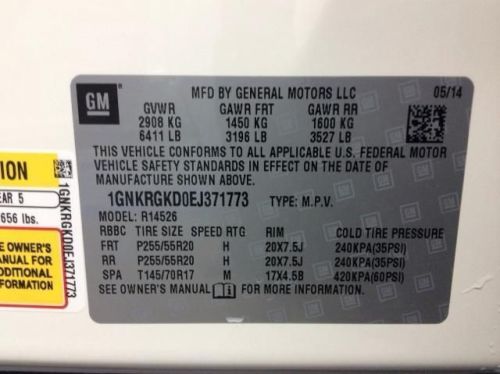 GM
MFD BY GENERAL MOTORS LLC 05/14
GVWR GAWR FRT GAWR RR
2908 KG 1450 KG 1600 KG
6411 LB 3196 LB 3527 LB
THIS VEHICLE CONFORMS TO ALL APPLICABLE U.S. FEDERAL MOTOR
VEHICLE SAFETY STANDARDS IN EFFECT ON THE DATE OF
MANUFACTURE SHOWN ABOVE.
1GNKRGKD0EJ371773 TYPE: M.P.V.
MODEL: R14526
RBBC TIRE SIZE SPEED RTG RIM COLD TIRE PRESSURE
FRT P255/55R20 H 20X7.5J 240KPA(35PSI)
RR P255/55R20 H 20X7.5J 240KPA(35PSI)
SPA T145/70R17 M 17X4.5B 420KPA(60PSI)
SEE OWNER'S MANUAL FOR MORE INFORMATION.
ION
EAR 5
656 lbs.
EE OWNER'S
ANUAL FOR
DDITIONAL
FORMATION
1GNKRGKD0EJ371773